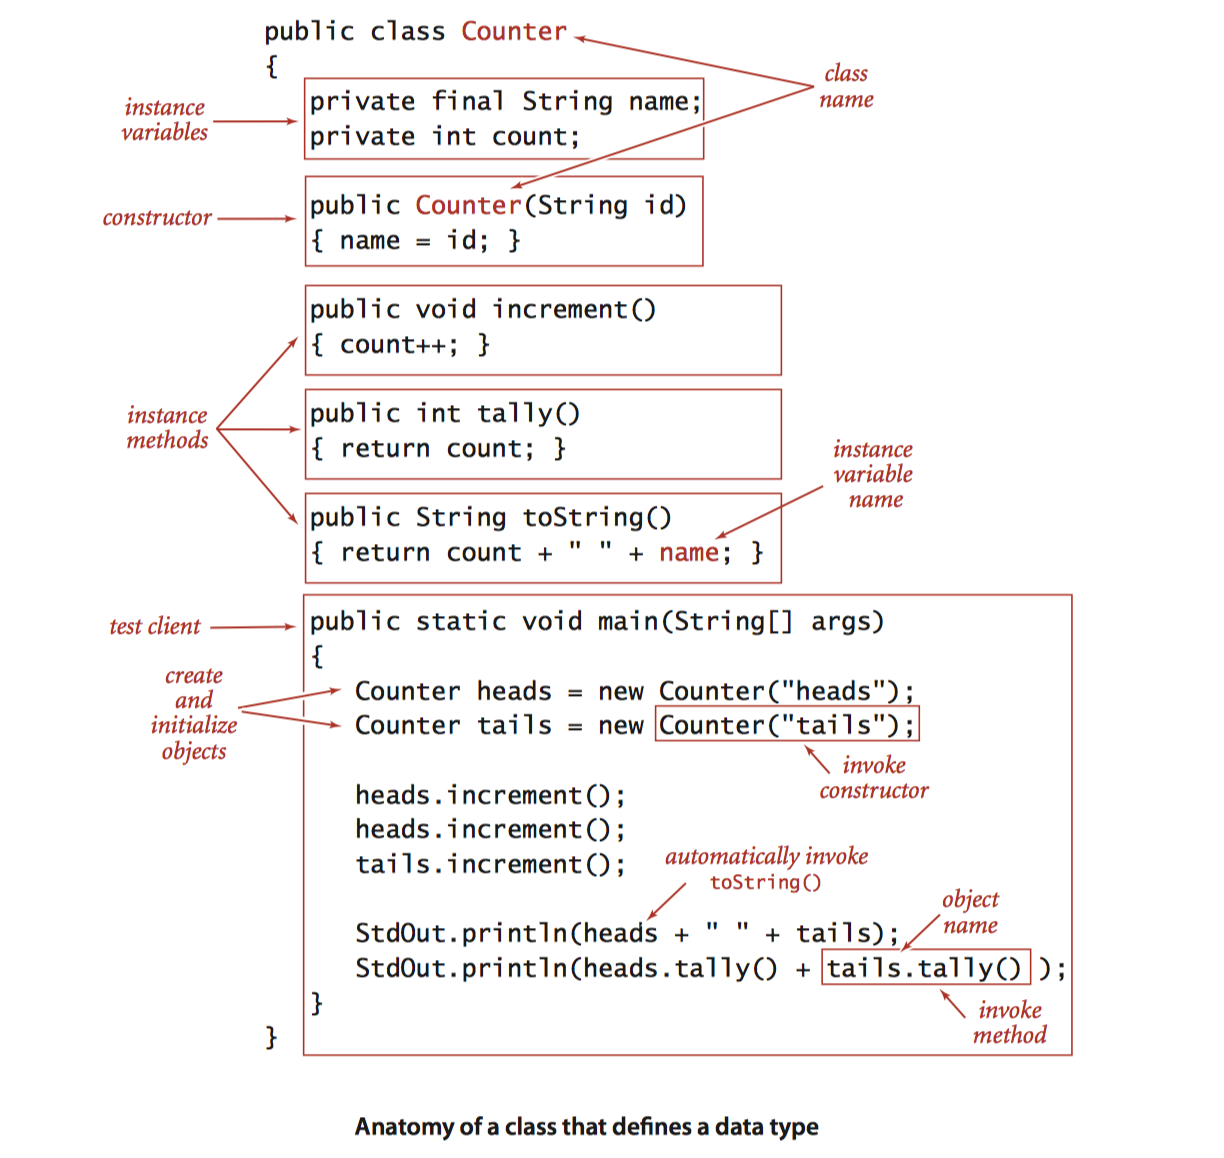 public class Counter
{
class
name
instance
variables
private final String name;
private int count;
constructor
public Counter(String id)
{ name = id; }
public void increment()
{ count++; }
instance
methods
public int tally()
{ return count; }
instance
variable
name
public String toString()
{ return count + " " + name; }
test client
public static void main(String[] args)
{
create
and
initialize
objects
Counter heads = new Counter("heads");
Counter tails = new Counter("tails");
invoke
constructor
heads.increment();
heads.increment();
tails.increment();
automatically invoke
toString()
object
name
StdOut.println(heads + " " + tails);
StdOut.println(heads.tally() + tails.tally() );
invoke
method
}
}
Anatomy of a class that defines a data type